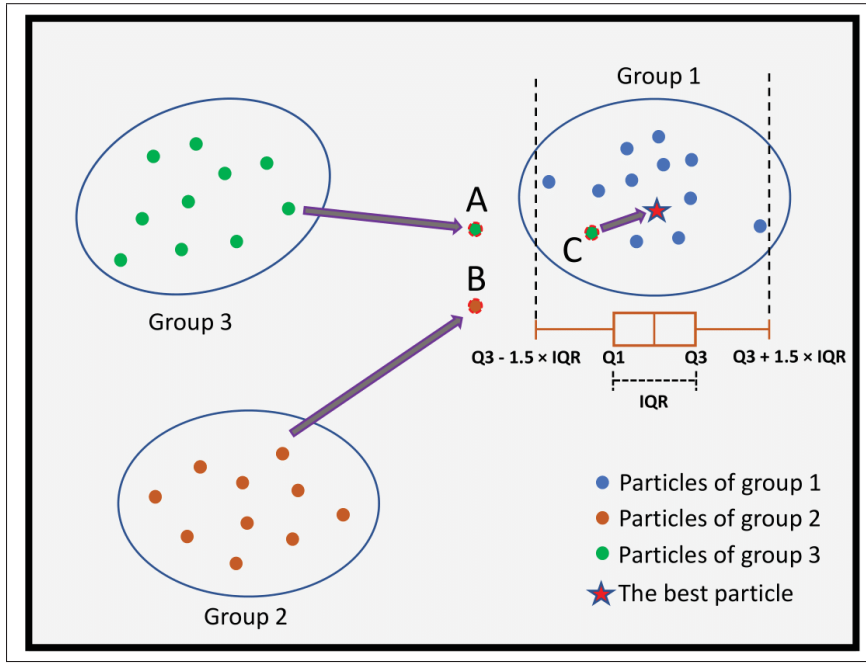 Group 1
A
C
B
Group 3
Q3 - 1.5 × IQR
Q1
Q3
Q3 + 1.5 × IQR
IQR
Particles of group 1
Particles of group 2
Particles of group 3
The best particle
Group 2